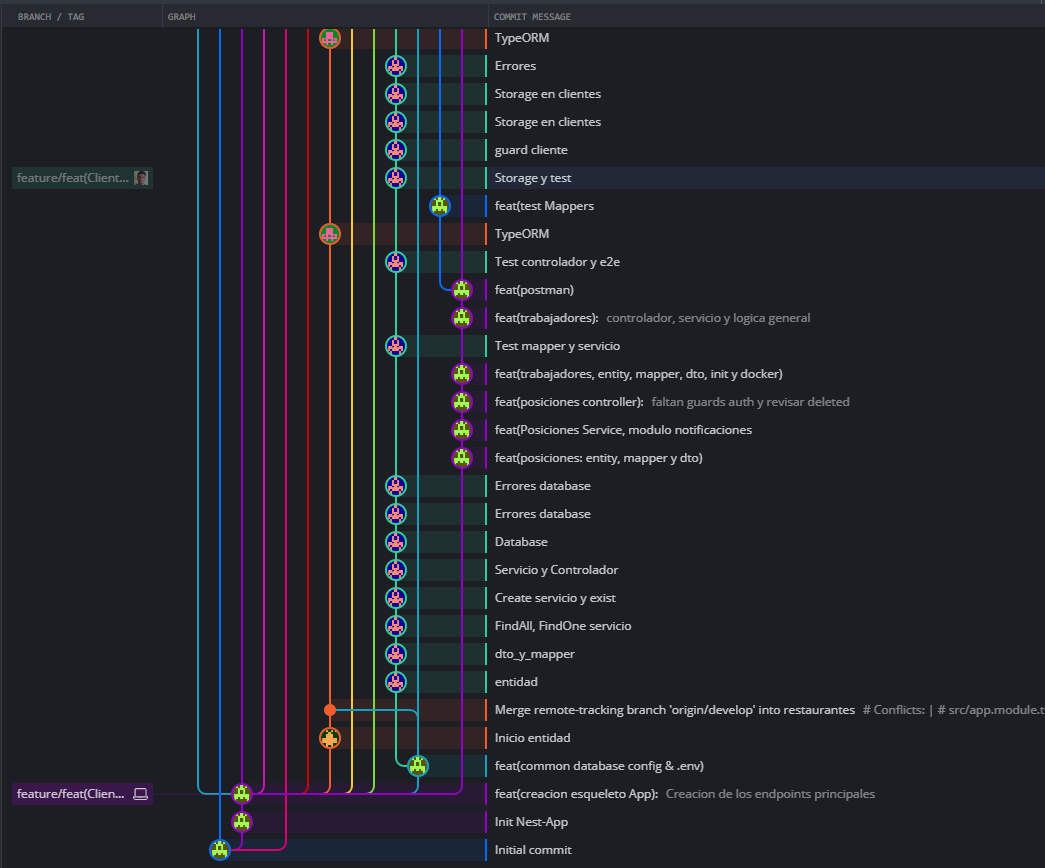 BRANCH / TAG GRAPH COMMIT MESSAGE
TypeORM
Errores
Storage en clientes
Storage en clientes
guard cliente
feature/feat(Client... Storage y test
feat(test Mappers
TypeORM
Test controlador y e2e
feat(postman)
feat(trabajadores): controlador, servicio y logica general
Test mapper y servicio
feat(trabajadores, entity, mapper, dto, init y docker)
feat(posiciones controller): faltan guards auth y revisar deleted
feat(Posiciones Service, modulo notificaciones
feat(posiciones: entity, mapper y dto)
Errores database
Errores database
Database
Servicio y Controlador
Create servicio y exist
FindAll, FindOne servicio
dto_y_mapper
entidad
Merge remote-tracking branch 'origin/develop' into restaurantes # Conflicts: | # src/app.module.t
Inicio entidad
feat(common database config & .env)
feature/feat(Clien... feat(creacion esqueleto App): Creacion de los endpoints principales
Init Nest-App
Initial commit